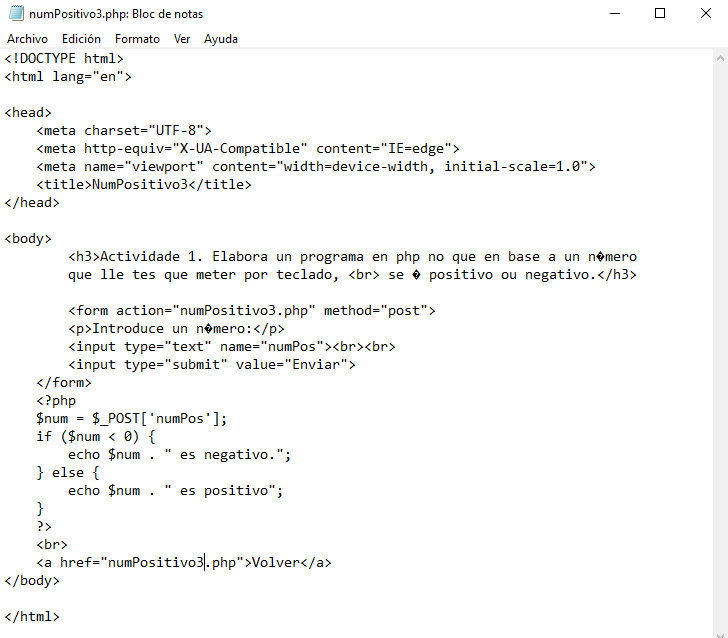 numPositivo3.php: Bloc de notas
Archivo Edición Formato Ver Ayuda
<!DOCTYPE html>
<html lang="en">
<head>
<meta charset="UTF-8">
<meta http-equiv="X-UA-Compatible" content="IE=edge">
<meta name="viewport" content="width=device-width, initial-scale=1.0">
<title>NumPositivo3</title>
</head>
<body>
<h3>Actividade 1. Elabora un programa en php no que en base a un n�mero
que lle tes que meter por teclado, <br> se � positivo ou negativo.</h3>
<form action="numPositivo3.php" method="post">
<p>Introduce un n�mero:</p>
<input type="text" name="numPos"><br><br>
<input type="submit" value="Enviar">
</form>
<?php
$num = $_POST['numPos'];
if ($num < 0) {
echo $num . " es negativo.";
} else {
echo $num . " es positivo";
}
?>
<br>
<a href="numPositivo3.php">Volver</a>
</body>
</html>